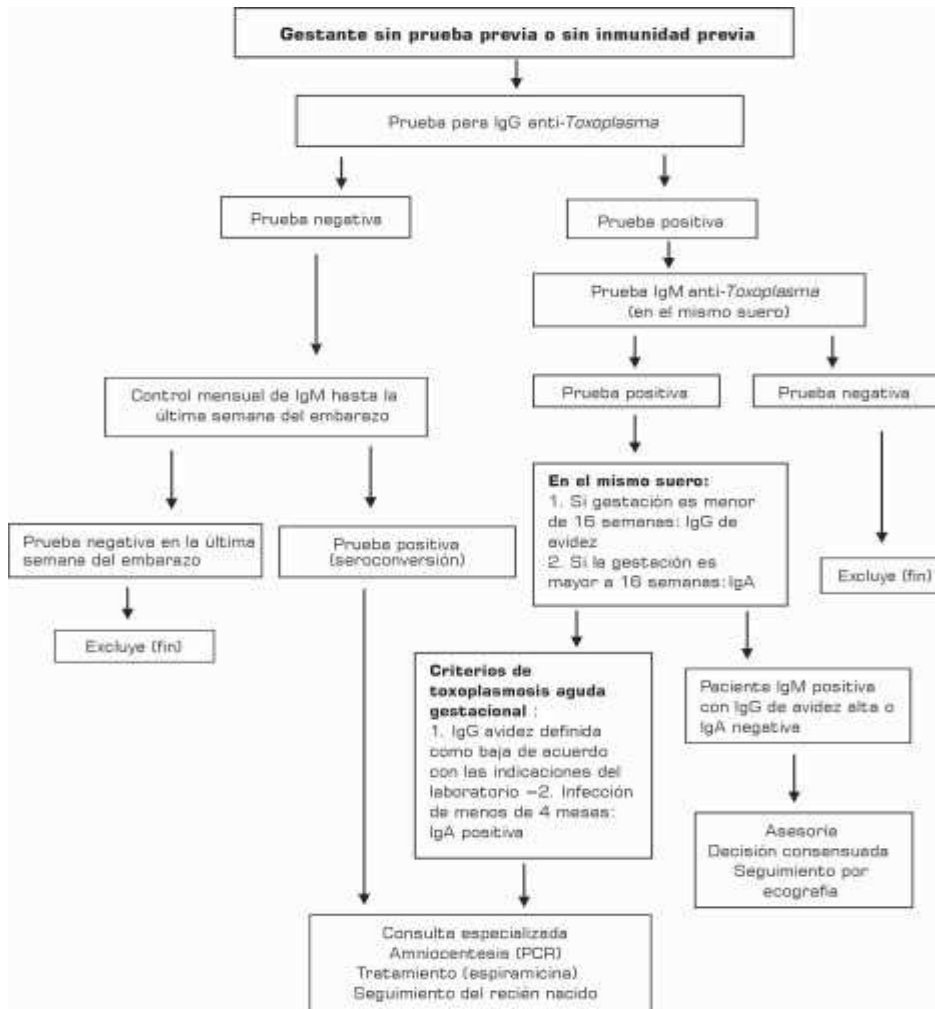 Gestante sin prueba previa o sin inmunidad previa
Prueba para IgG anti-Toxoplasma
Prueba negativa
Prueba positiva
Prueba IgM anti-Toxoplasma
(en el mismo suero)
Control mensual de IgM hasta la
última semana del embarazo
Prueba positiva
Prueba negativa
En el mismo suero:
1. Si gestación es menor
de 16 semanas: IgG de
avidez
2. Si la gestación es
mayor a 16 semanas: IgA
Prueba negativa en la última
semana del embarazo
Prueba positiva
(seroconversión)
Excluye (fin)
Excluye (fin)
Criterios de
toxoplasmosis aguda
gestacional :
1. IgG avidez definida
como baja de acuerdo
con las indicaciones del
laboratorio –2. Infección
de menos de 4 meses:
IgA positiva
Paciente IgM positiva
con IgG de avidez alta o
IgA negativa
Asesoría
Decisión consensuada
Seguimiento por
ecografía
Consulta especializada
Amniocentesis (PCR)
Tratamiento (espiramicina)
Seguimiento del recién nacido